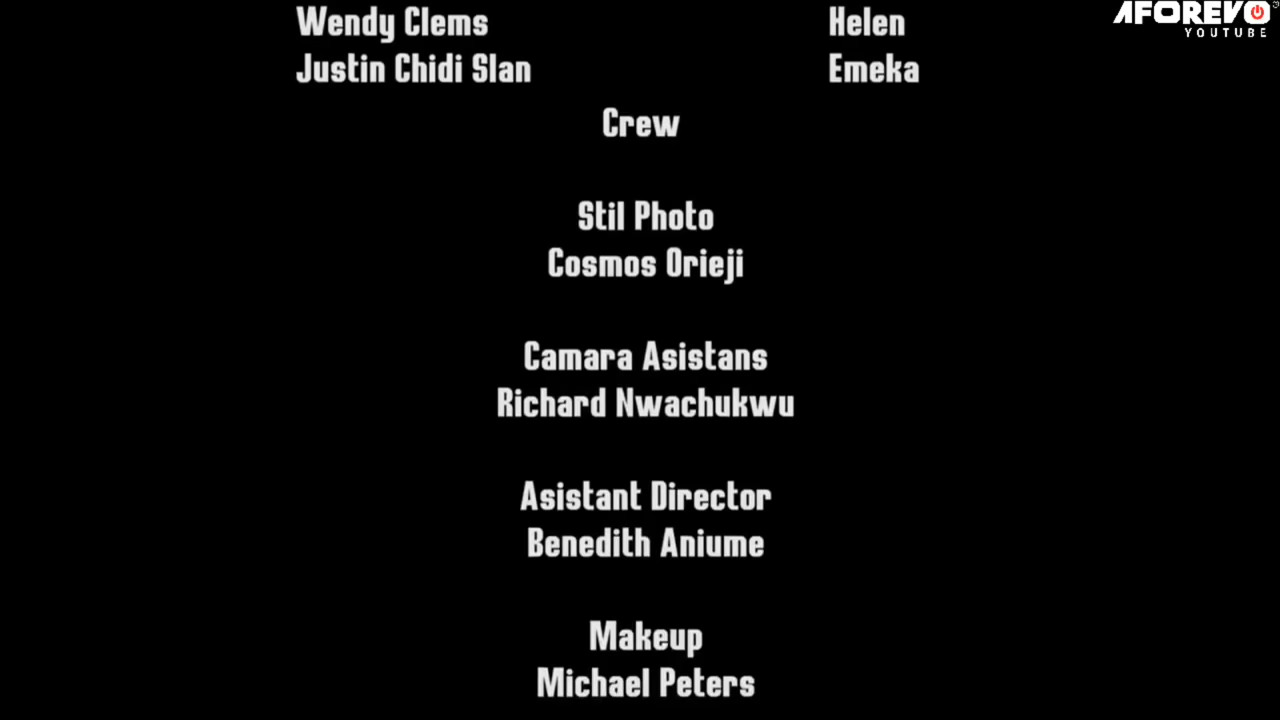 Wendy Clems Helen
AFOREVO
YOUTUBE
Justin Chidi Slan Emeka
Crew
Stil Photo
Cosmos Orieji
Camara Asistans
Richard Nwachukwu
Asistant Director
Benedith Aniume
Makeup
Michael Peters